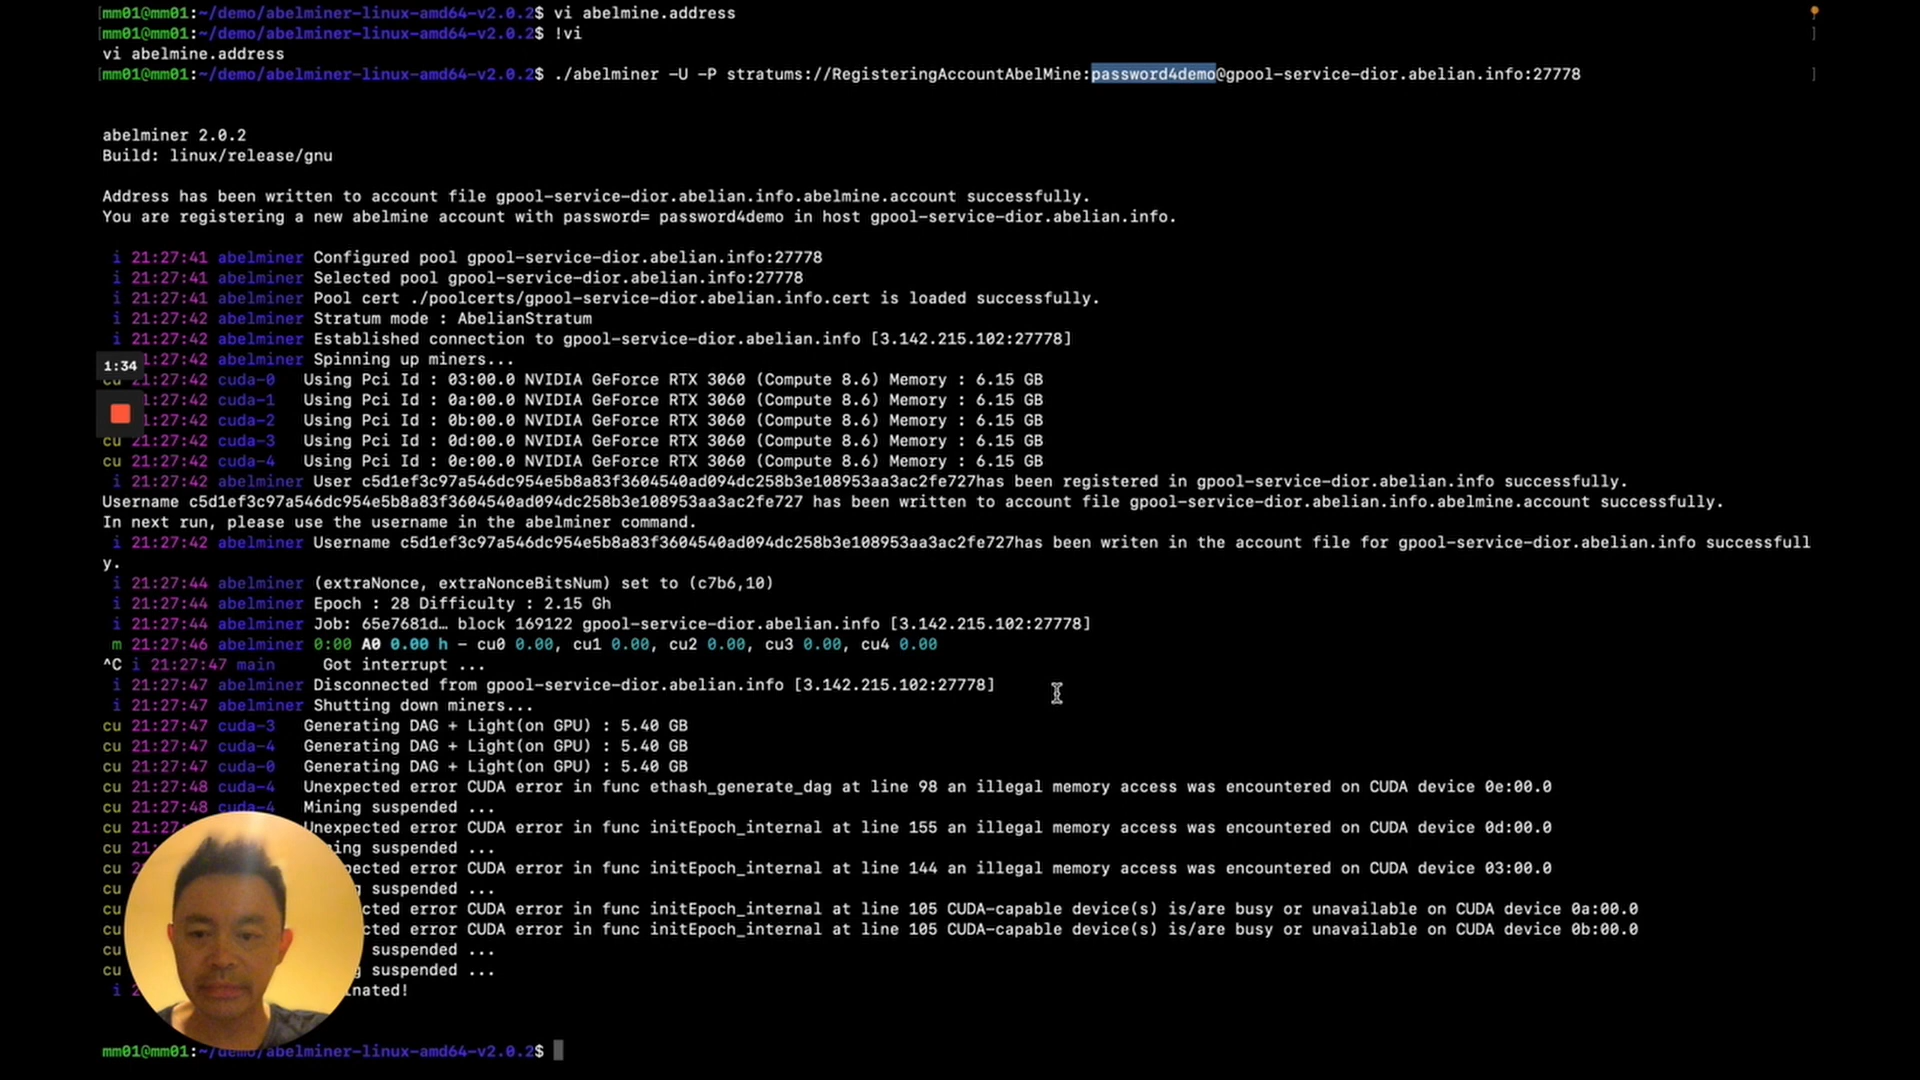 mm01@mm01:~/demo/abelminer-linux-amd64-v2.0.2$ vi abelmine.address
mm01@mm01:~/demo/abelminer-linux-amd64-v2.0.2$ !vi
vi abelmine.address
mm01@mm01:~/demo/abelminer-linux-amd64-v2.0.2$ ./abelminer -U -P stratums://RegisteringAccountAbelMine:password4demo@gpool-service-dior.abelian.info:27778
abelminer 2.0.2
Build: linux/release/gnu
Address has been written to account file gpool-service-dior.abelian.info.abelmine.account successfully.
You are registering a new abelmine account with password= password4demo in host gpool-service-dior.abelian.info.
i 21:27:41 abelminer Configured pool gpool-service-dior.abelian.info:27778
i 21:27:41 abelminer Selected pool gpool-service-dior.abelian.info:27778
i 21:27:41 abelminer Pool cert ./poolcerts/gpool-service-dior.abelian.info.cert is loaded successfully.
i 21:27:42 abelminer Stratum mode : AbelianStratum
i 21:27:42 abelminer Established connection to gpool-service-dior.abelian.info [3.142.215.102:27778]
1:34
1:27:42 abelminer Spinning up miners...
cu 21:27:42 cuda-0 Using Pci Id : 03:00.0 NVIDIA GeForce RTX 3060 (Compute 8.6) Memory : 6.15 GB
1:27:42 cuda-1 Using Pci Id : 0a:00.0 NVIDIA GeForce RTX 3060 (Compute 8.6) Memory : 6.15 GB
1:27:42 cuda-2 Using Pci Id : 0b:00.0 NVIDIA GeForce RTX 3060 (Compute 8.6) Memory : 6.15 GB
cu 21:27:42 cuda-3 Using Pci Id : 0d:00.0 NVIDIA GeForce RTX 3060 (Compute 8.6) Memory : 6.15 GB
cu 21:27:42 cuda-4 Using Pci Id : 0e:00.0 NVIDIA GeForce RTX 3060 (Compute 8.6) Memory : 6.15 GB
i 21:27:42 abelminer User c5d1ef3c97a546dc954e5b8a83f3604540ad094dc258b3e108953aa3ac2fe727has been registered in gpool-service-dior.abelian.info successfully.
Username c5d1ef3c97a546dc954e5b8a83f3604540ad094dc258b3e108953aa3ac2fe727 has been written to account file gpool-service-dior.abelian.info.abelmine.account successfully.
In next run, please use the username in the abelminer command.
i 21:27:42 abelminer Username c5d1ef3c97a546dc954e5b8a83f3604540ad094dc258b3e108953aa3ac2fe727has been writen in the account file for gpool-service-dior.abelian.info successfull
y.
i 21:27:44 abelminer (extraNonce, extraNonceBitsNum) set to (c7b6,10)
i 21:27:44 abelminer Epoch : 28 Difficulty : 2.15 Gh
i 21:27:44 abelminer Job: 65e7681d… block 169122 gpool-service-dior.abelian.info [3.142.215.102:27778]
m 21:27:46 abelminer 0:00 A0 0.00 h - cu0 0.00, cu1 0.00, cu2 0.00, cu3 0.00, cu4 0.00
^C i 21:27:47 main Got interrupt ...
i 21:27:47 abelminer Disconnected from gpool-service-dior.abelian.info [3.142.215.102:27778]
i 21:27:47 abelminer Shutting down miners...
cu 21:27:47 cuda-3 Generating DAG + Light(on GPU) : 5.40 GB
cu 21:27:47 cuda-4 Generating DAG + Light(on GPU) : 5.40 GB
cu 21:27:47 cuda-0 Generating DAG + Light(on GPU) : 5.40 GB
cu 21:27:48 cuda-4 Unexpected error CUDA error in func ethash_generate_dag at line 98 an illegal memory access was encountered on CUDA device 0e:00.0
cu 21:27:48 cuda-4 Mining suspended ...
cu 21:27: Unexpected error CUDA error in func initEpoch_internal at line 155 an illegal memory access was encountered on CUDA device 0d:00.0
cu 21: ing suspended ...
cu 21 ected error CUDA error in func initEpoch_internal at line 144 an illegal memory access was encountered on CUDA device 03:00.0
cu g suspended ...
cu cted error CUDA error in func initEpoch_internal at line 105 CUDA-capable device(s) is/are busy or unavailable on CUDA device 0a:00.0
cu cted error CUDA error in func initEpoch_internal at line 105 CUDA-capable device(s) is/are busy or unavailable on CUDA device 0b:00.0
cu suspended ...
cu g suspended ...
i 2 nated!
mm01@mm01:~/demo/abelminer-linux-amd64-v2.0.2$